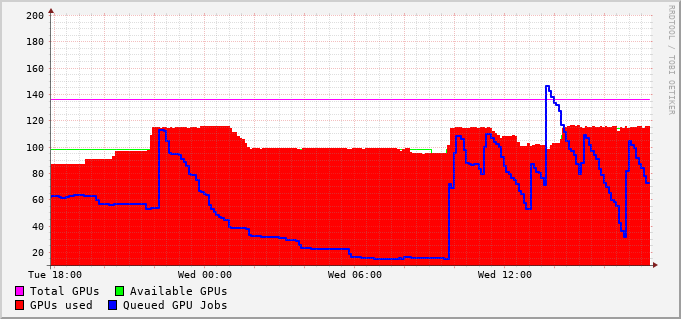 RRDTOOL / TOBI OETIKER
200
180
160
140
120
100
80
60
40
20
Tue 18:00 Wed 00:00 Wed 06:00 Wed 12:00
Total GPUs Available GPUs
GPUs used Queued GPU Jobs